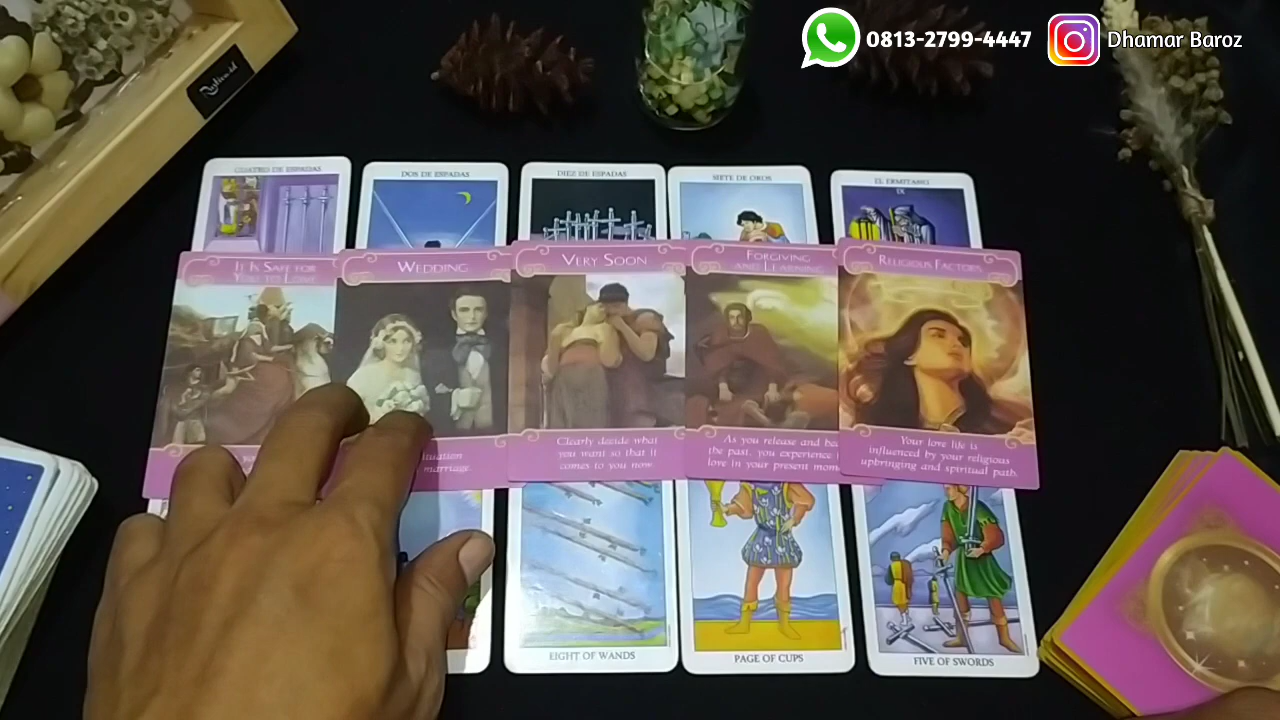 0813-2799-4447
Dhamar Baroz
Rustica.id
CUATRO DE ESPADAS
DOS DE ESPADAS
DIEZ DE ESPADAS
SIETE DE OROS
EL ERMITAÑO
IX
IT IS SAFE FOR
YOU TO LOVE
WEDDING
VERY SOON
FORGIVING
AND LEARNING
RELIGIOUS FACTORS
marriage.
Clearly decide what
you want so that it
comes to you now.
As you release and
the past, you experience
love in your present
Your love life is
influenced by your religious
upbringing and spiritual path.
EIGHT OF WANDS
PAGE OF CUPS
FIVE OF SWORDS